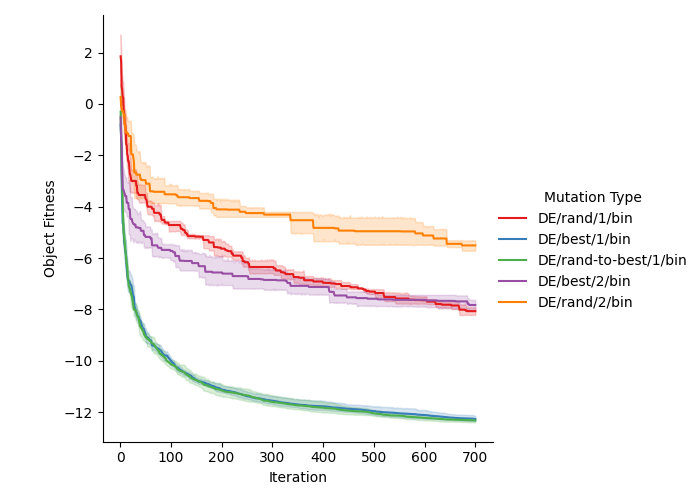 2
0
−2
−4
−6
−8
−10
−12
Object Fitness
0 100 200 300 400 500 600 700
Iteration
Mutation Type
DE/rand/1/bin
DE/best/1/bin
DE/rand-to-best/1/bin
DE/best/2/bin
DE/rand/2/bin